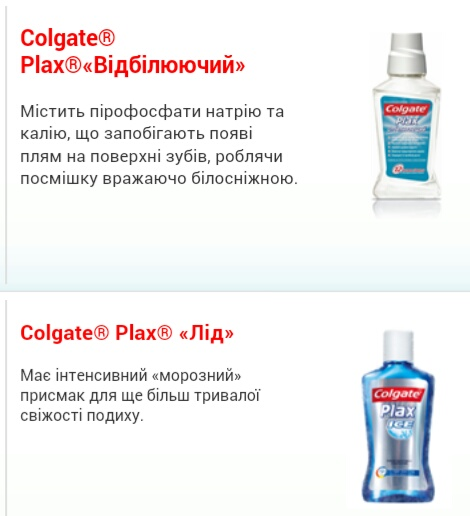 Colgate®
Plax®«Відбілюючий»
Містить пірофосфати натрію та
калію, що запобігають появі
плям на поверхні зубів, роблячи
посмішку вражаючо білосніжною.
Colgate
Plax
Colgate® Plax® «Лід»
Має інтенсивний «морозний»
присмак для ще більш тривалої
свіжості подиху.
Colgate
Plax
ICE